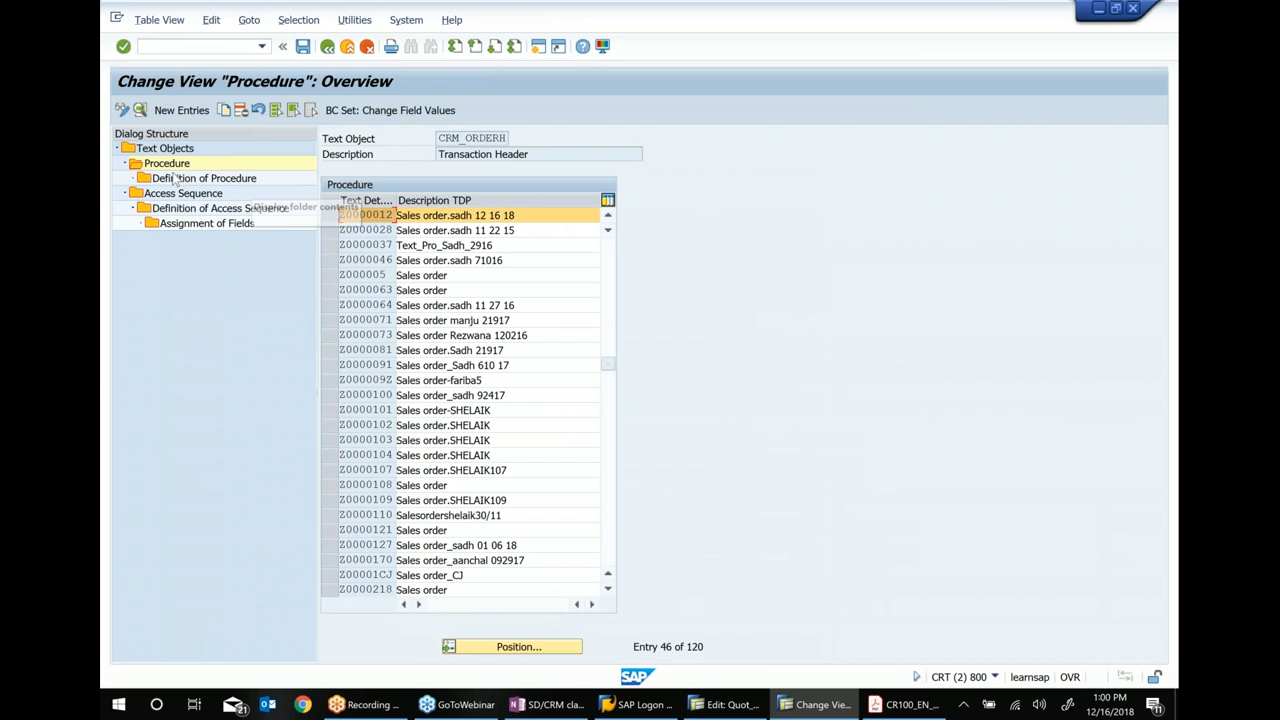 Table View Edit Goto Selection Utilities System Help
Change View "Procedure": Overview
New Entries BC Set: Change Field Values
Dialog Structure
Text Objects
Procedure
Definition of Procedure
Access Sequence
Definition of Access Sequence
Assignment of Fields
Display folder contents
Text Object CRM_ORDERH
Description Transaction Header
Procedure
Text Det.... Description TDP
Z0000012 Sales order.sadh 12 16 18
Z0000028 Sales order.sadh 11 22 15
Z0000037 Text_Pro_Sadh_2916
Z0000046 Sales order.sadh 71016
Z000005 Sales order
Z0000063 Sales order
Z0000064 Sales order.sadh 11 27 16
Z0000071 Sales order manju 21917
Z0000073 Sales order Rezwana 120216
Z0000081 Sales order.Sadh 21917
Z0000091 Sales order_Sadh 610 17
Z000009Z Sales order-fariba5
Z0000100 Sales order_sadh 92417
Z0000101 Sales order-SHELAIK
Z0000102 Sales order.SHELAIK
Z0000103 Sales order.SHELAIK
Z0000104 Sales order.SHELAIK
Z0000107 Sales order.SHELAIK107
Z0000108 Sales order
Z0000109 Sales order.SHELAIK109
Z0000110 Salesordershelaik30/11
Z0000121 Sales order
Z0000127 Sales order_sadh 01 06 18
Z0000170 Sales order_aanchal 092917
Z00001CJ Sales order_CJ
Z0000218 Sales order
Position... Entry 46 of 120
SAP CRT (2) 800 learnsap OVR
21 Recording ... GoToWebinar SD/CRM cla... SAP Logon ... Edit: Quot_... Change Vie... CR100_EN_... 1:00 PM
12/16/2018 11